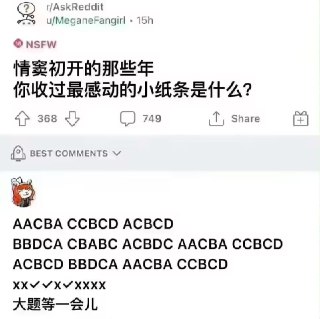 r/AskReddit
u/MeganeFangirl • 15h
NSFW
情窦初开的那些年
你收过最感动的小纸条是什么?
368
749
Share
BEST COMMENTS
AACBA CCBCD ACBCD
BBDCA CBABC ACBDC AACBA CCBCD
ACBCD BBDCA AACBA CCBCD
xx✓✓x✓xxxx
大题等一会儿